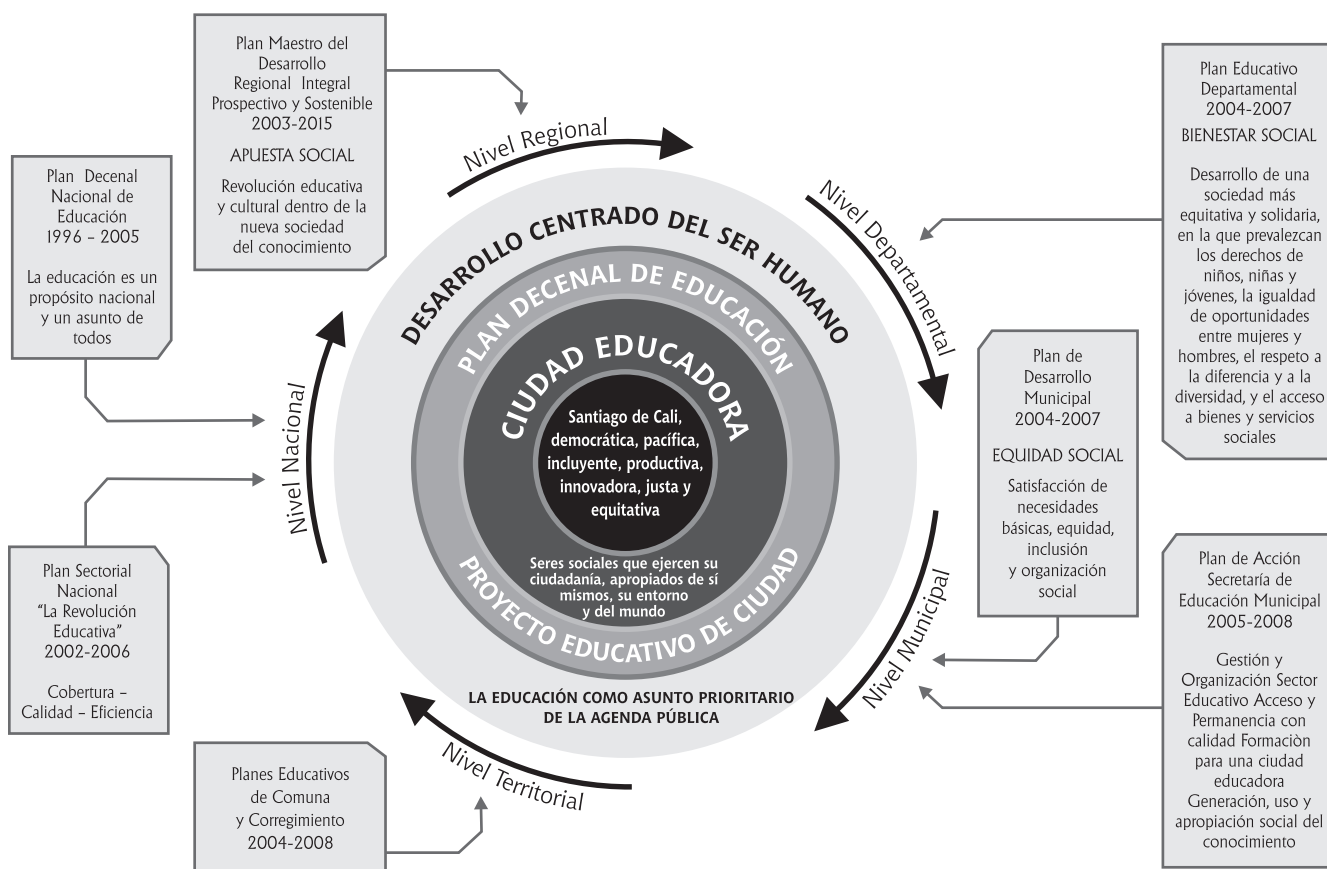 Plan Maestro del
Desarrollo
Regional Integral
Prospectivo y Sostenible
2003-2015
APUESTA SOCIAL
Revolución educativa
y cultural dentro de la
nueva sociedad
del conocimiento
Plan Decenal
Nacional de
Educación
1996 – 2005
La educación es un
propósito nacional
y un asunto de
todos
Plan Sectorial
Nacional
“La Revolución
Educativa”
2002-2006
Cobertura –
Calidad – Eficiencia
Planes Educativos
de Comuna
y Corregimiento
2004-2008
Nivel Nacional
Nivel Regional
Nivel Departamental
Nivel Municipal
Nivel Territorial
DESARROLLO CENTRADO DEL SER HUMANO
PLAN DECENAL DE EDUCACIÓN
CIUDAD EDUCADORA
Santiago de Cali,
democrática, pacífica,
incluyente, productiva,
innovadora, justa y
equitativa
Seres sociales que ejercen su
ciudadanía, apropiados de sí
mismos, su entorno
y del mundo
PROYECTO EDUCATIVO DE CIUDAD
LA EDUCACIÓN COMO ASUNTO PRIORITARIO
DE LA AGENDA PÚBLICA
Plan Educativo
Departamental
2004-2007
BIENESTAR SOCIAL
Desarrollo de una
sociedad más
equitativa y solidaria,
en la que prevalezcan
los derechos de
niños, niñas y
jóvenes, la igualdad
de oportunidades
entre mujeres y
hombres, el respeto a
la diferencia y a la
diversidad, y el acceso
a bienes y servicios
sociales
Plan de
Desarrollo
Municipal
2004-2007
EQUIDAD SOCIAL
Satisfacción de
necesidades
básicas, equidad,
inclusión
y organización
social
Plan de Acción
Secretaría de
Educación Municipal
2005-2008
Gestión y
Organización Sector
Educativo Acceso y
Permanencia con
calidad Formaciòn
para una ciudad
educadora
Generación, uso y
apropiación social del
conocimiento